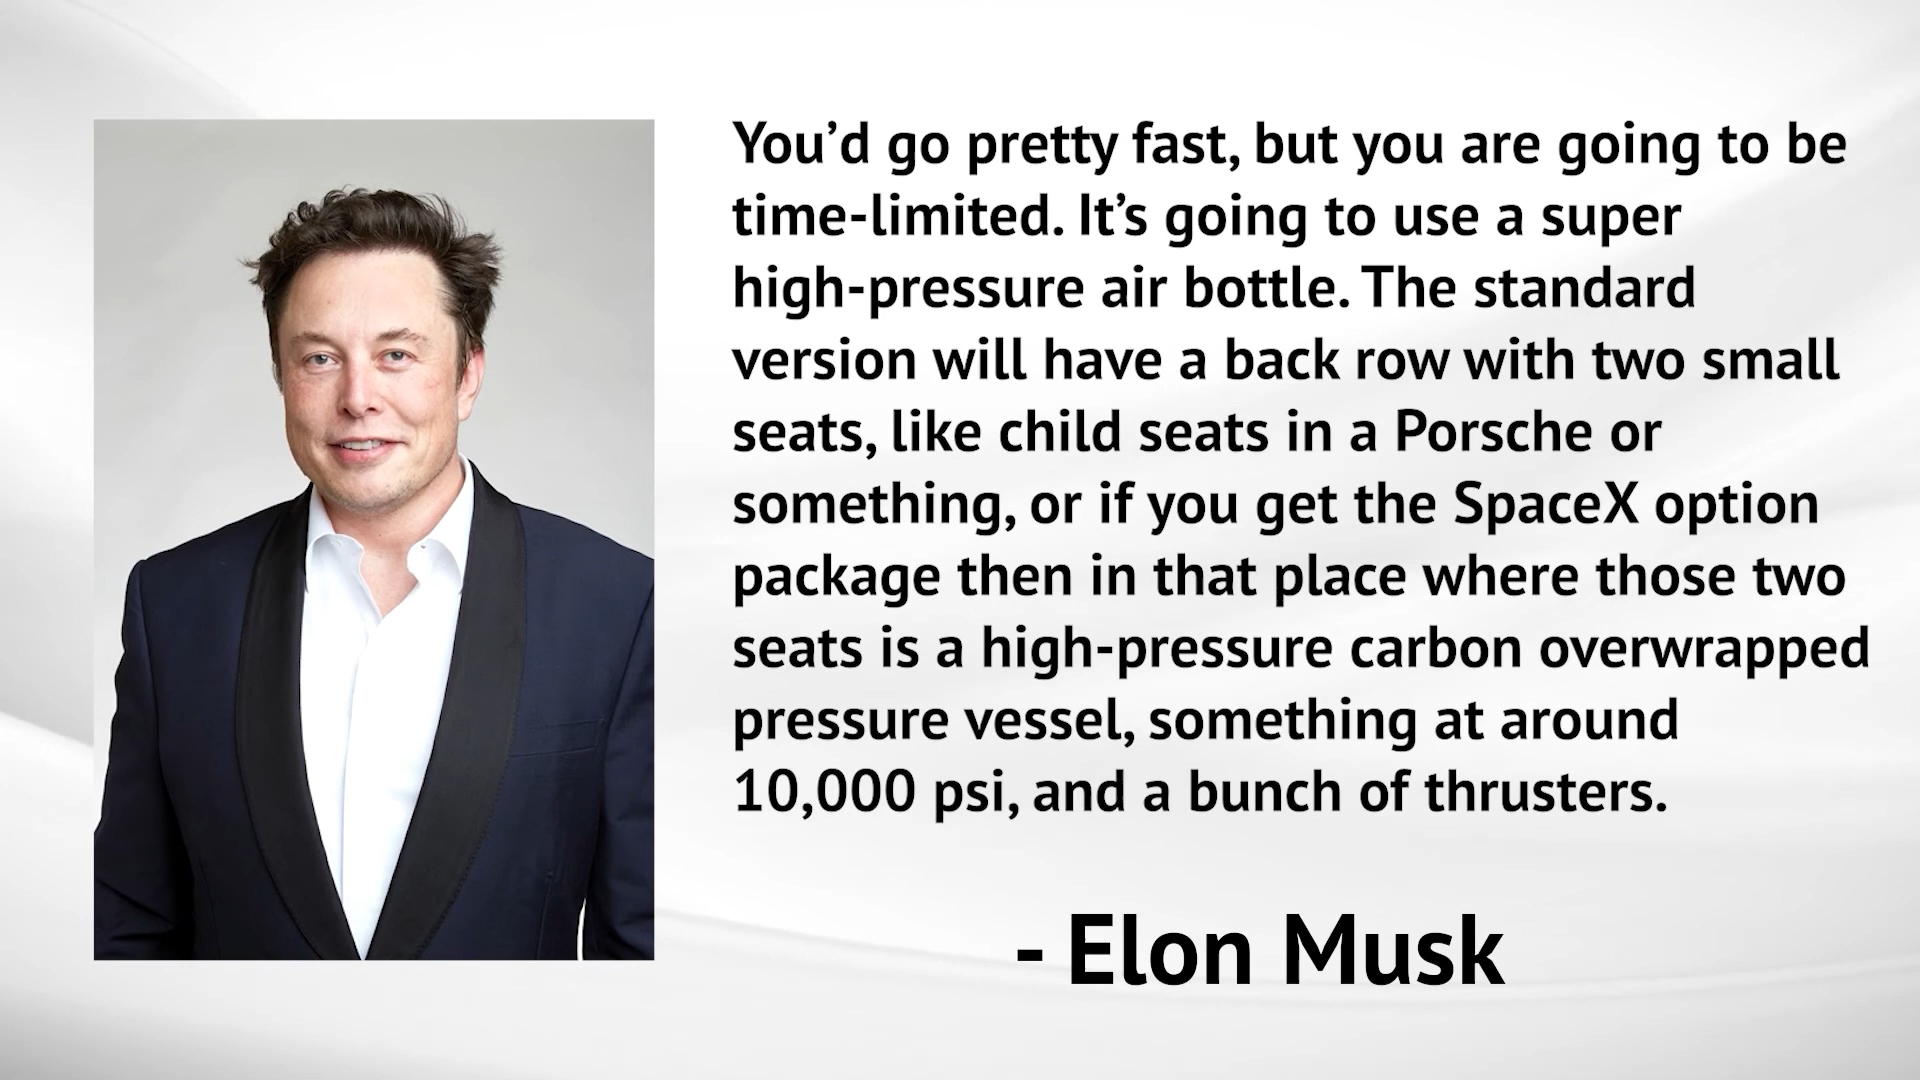 You’d go pretty fast, but you are going to be
time-limited. It’s going to use a super
high-pressure air bottle. The standard
version will have a back row with two small
seats, like child seats in a Porsche or
something, or if you get the SpaceX option
package then in that place where those two
seats is a high-pressure carbon overwrapped
pressure vessel, something at around
10,000 psi, and a bunch of thrusters.
- Elon Musk